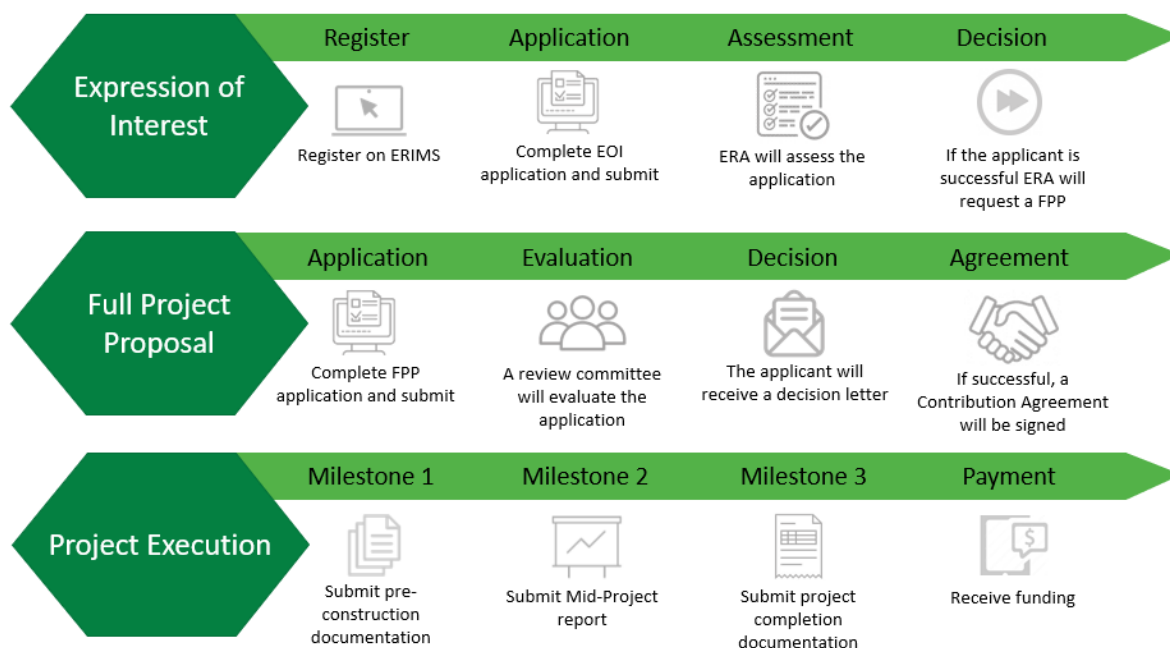 Expression of
Interest
Register
Application
Assessment
Decision
Register on ERIMS
Complete EOI
application and submit
ERA will assess the
application
If the applicant is
successful ERA will
request a FPP
Full Project
Proposal
Application
Evaluation
Decision
Agreement
Complete FPP
application and submit
A review committee
will evaluate the
application
The applicant will
receive a decision letter
If successful, a
Contribution Agreement
will be signed
Project Execution
Milestone 1
Milestone 2
Milestone 3
Payment
Submit pre-
construction
documentation
Submit Mid-Project
report
Submit project
completion
documentation
$
Receive funding